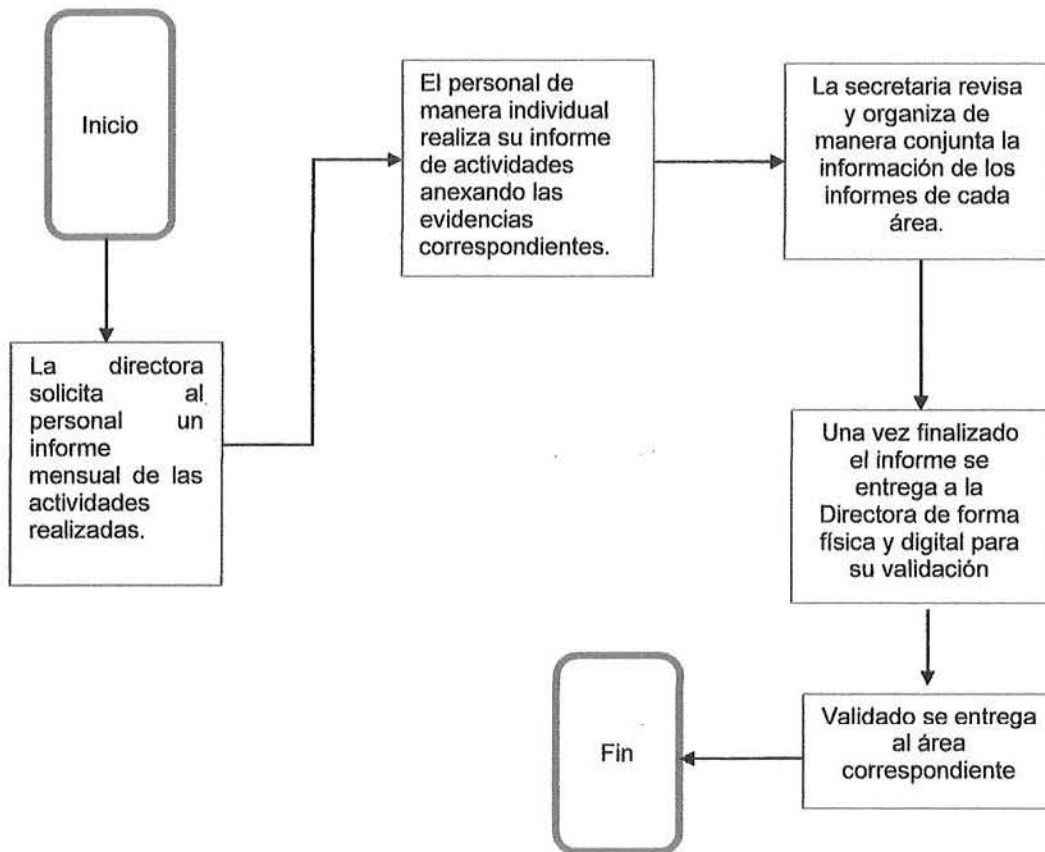 Inicio
La directora
solicita al
personal un
informe
mensual de las
actividades
realizadas.
El personal de
manera individual
realiza su informe
de actividades
anexando las
evidencias
correspondientes.
La secretaria revisa
y organiza de
manera conjunta la
información de los
informes de cada
área.
Una vez finalizado
el informe se
entrega a la
Directora de forma
física y digital para
su validación
Validado se entrega
al área
correspondiente
Fin